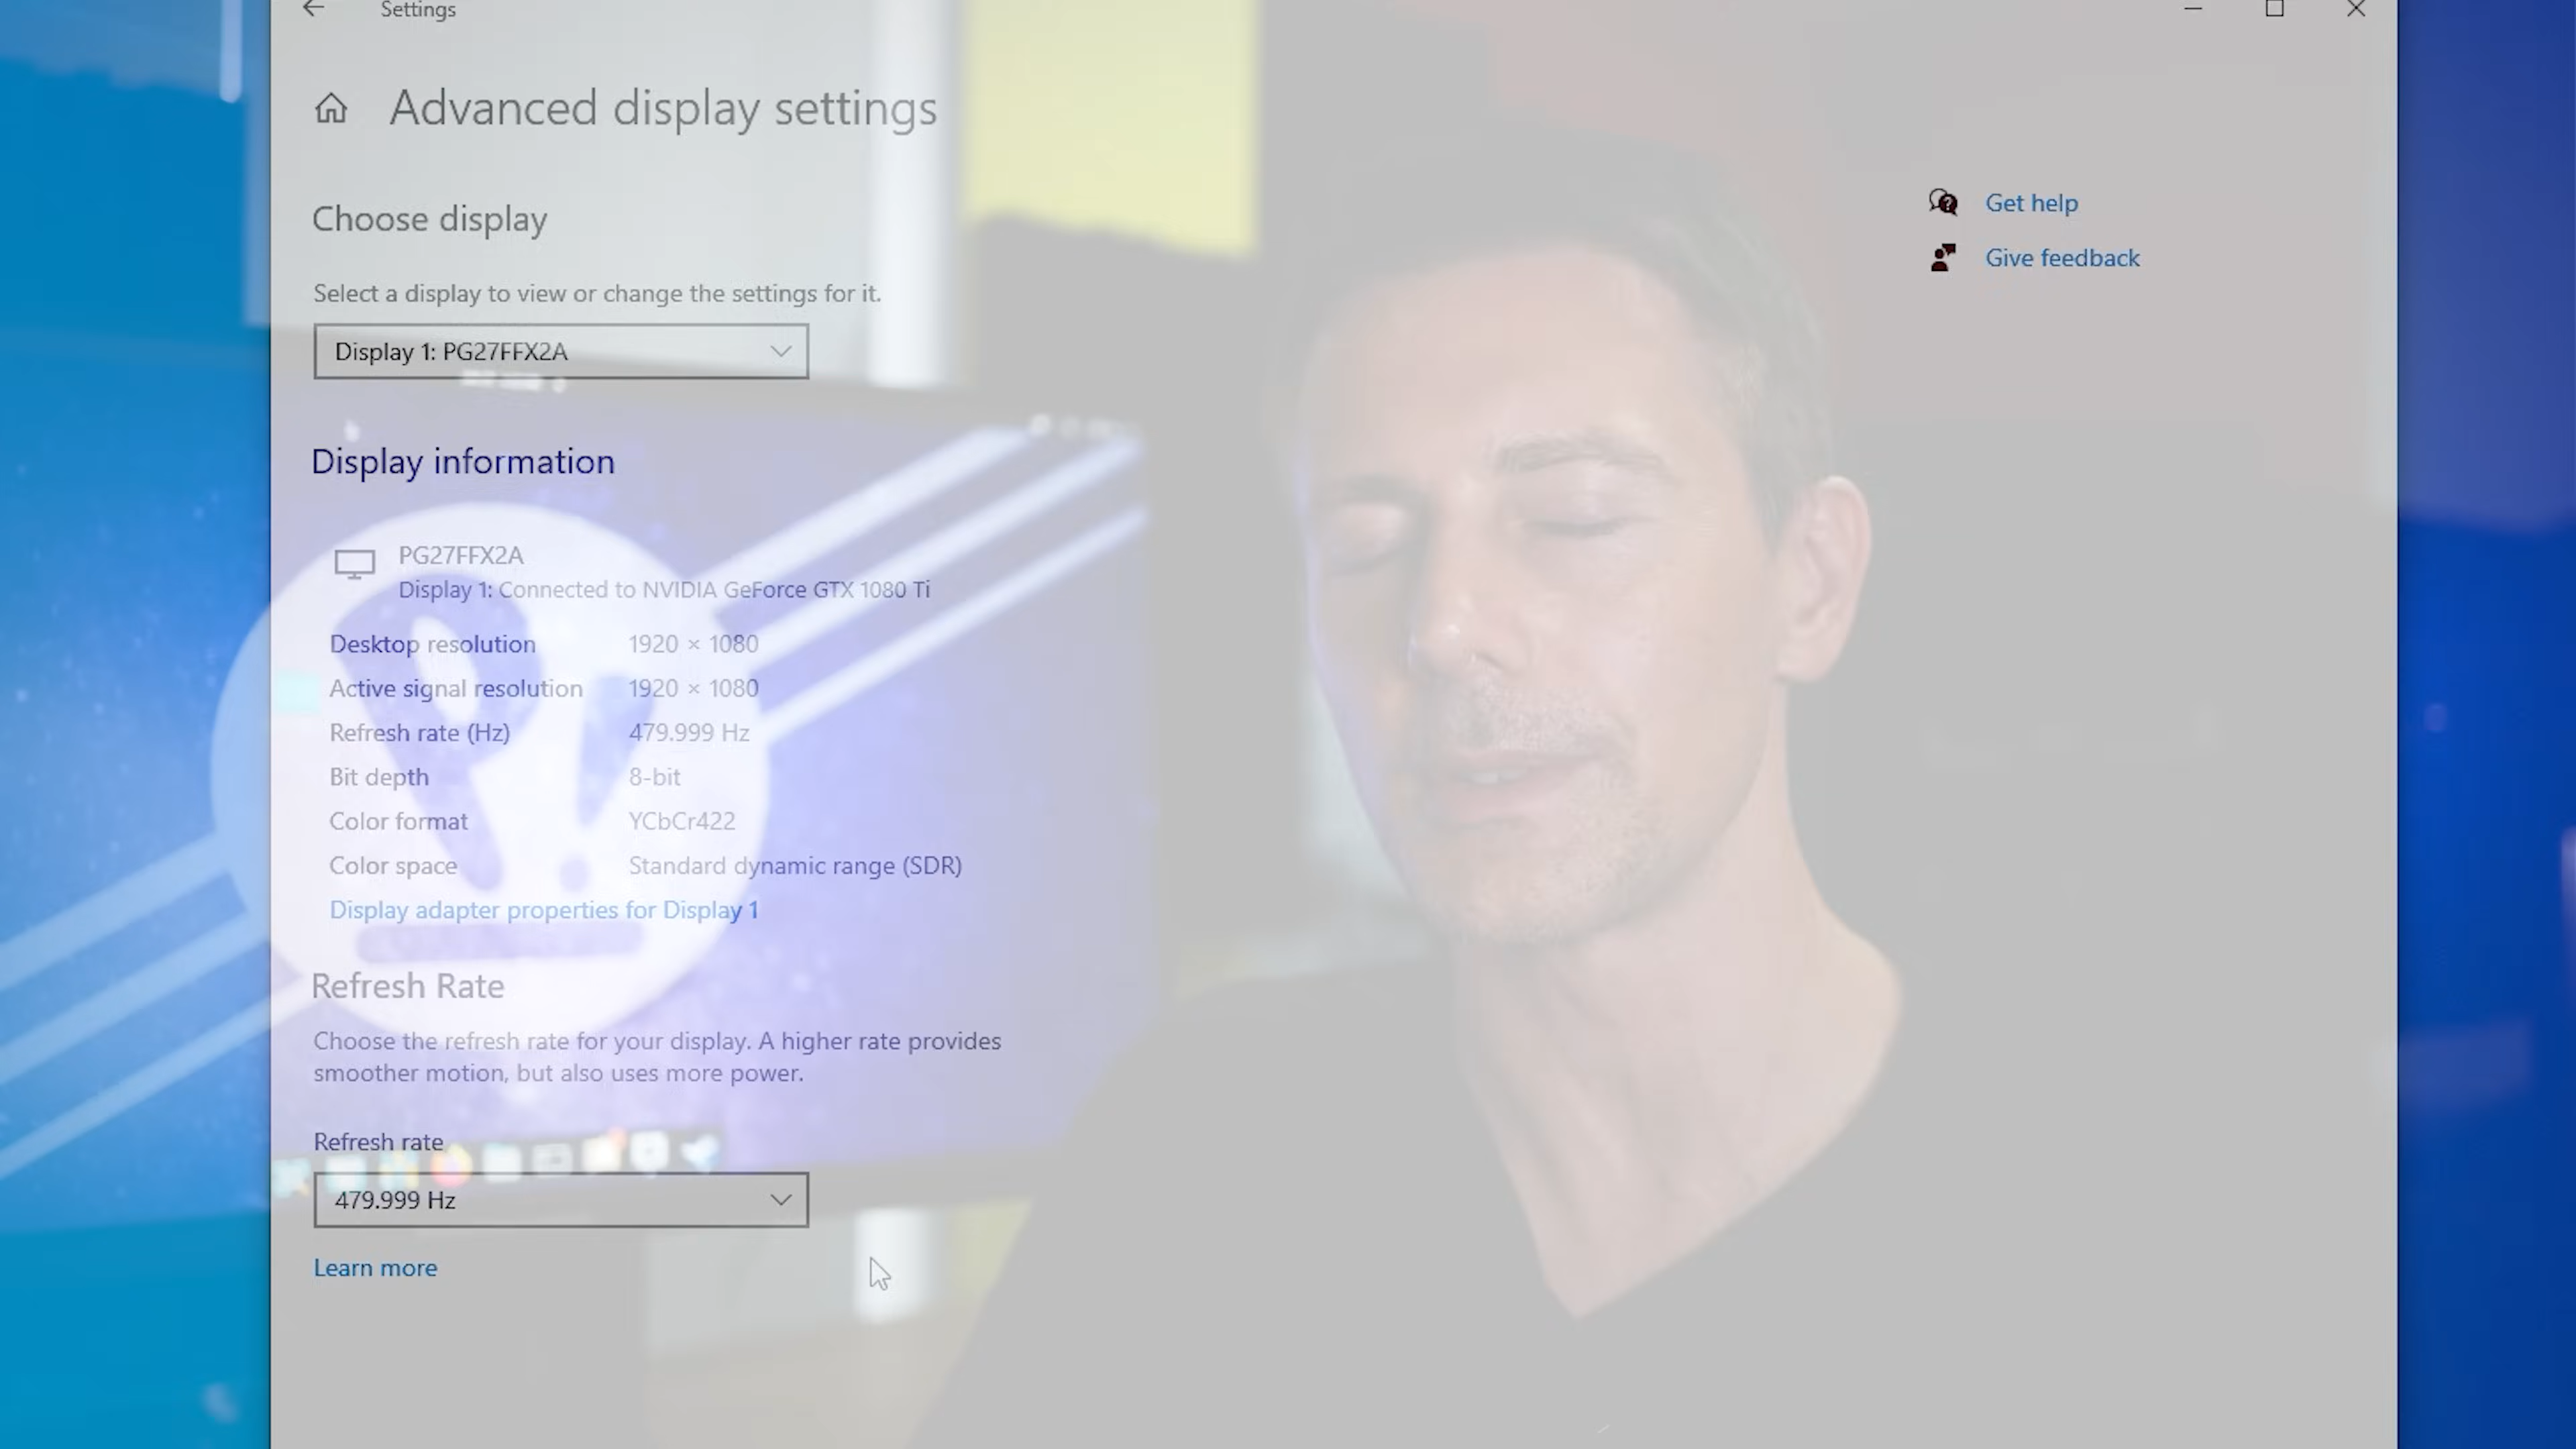 Settings
Advanced display settings
Choose display
Select a display to view or change the settings for it.
Display 1: PG27FFX2A
Display information
PG27FFX2A
Display 1: Connected to NVIDIA GeForce GTX 1080 Ti
Desktop resolution 1920 × 1080
Active signal resolution 1920 × 1080
Refresh rate (Hz) 479.999 Hz
Bit depth 8-bit
Color format YCbCr422
Color space Standard dynamic range (SDR)
Display adapter properties for Display 1
Refresh Rate
Choose the refresh rate for your display. A higher rate provides
smoother motion, but also uses more power.
Refresh rate
479.999 Hz
Learn more
Get help
Give feedback